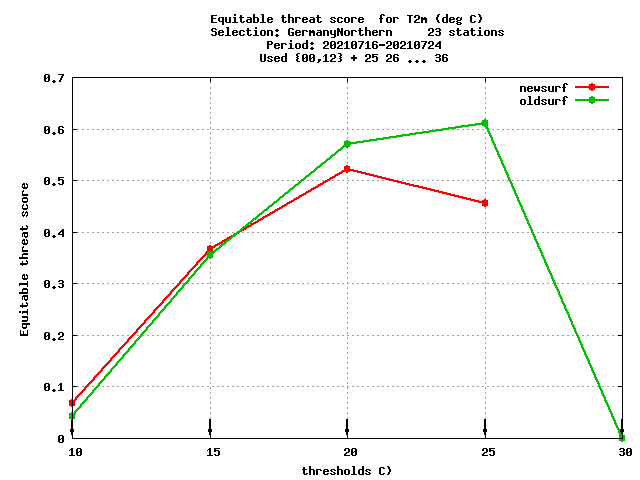 Equitable threat score  for T2m (deg C)
Selection: GermanyNorthern     23 stations
Period: 20210716-20210724
Used {00,12} + 25 26 ... 36
newsurf
oldsurf
0.7
0.6
0.5
0.4
0.3
0.2
0.1
0
Equitable threat score
10 15 20 25 30
thresholds C)